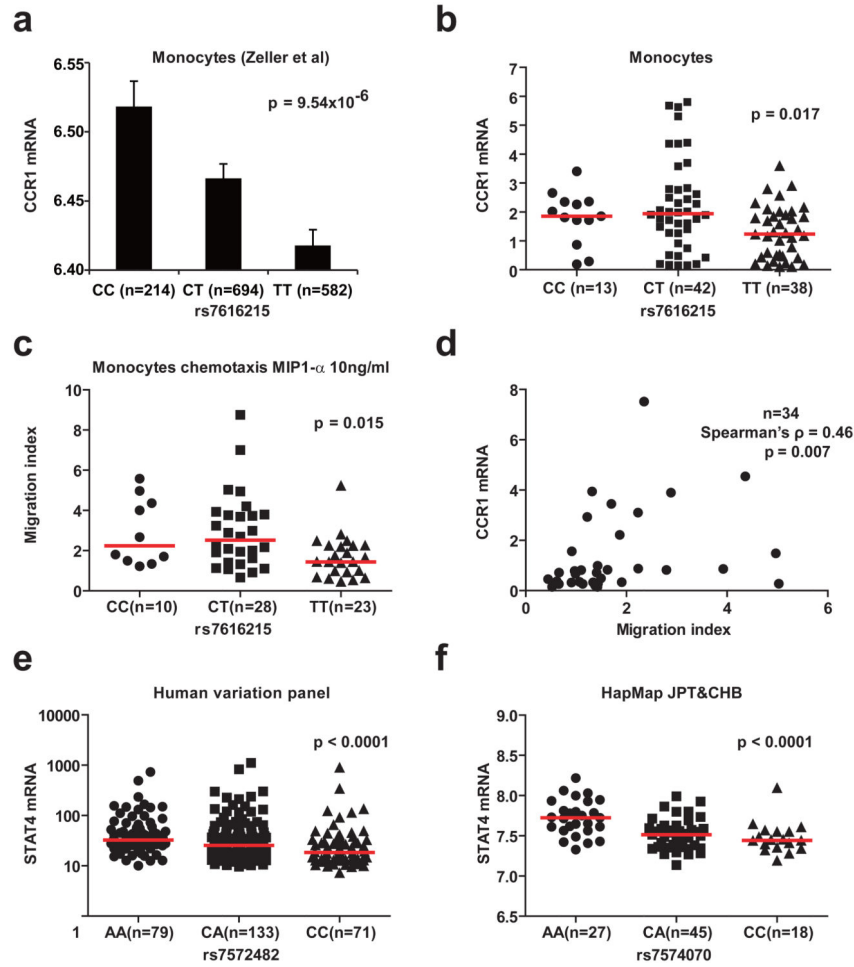 a
Monocytes (Zeller et al)
p = 9.54x10-6
CCR1 mRNA
6.55
6.50
6.45
6.40
CC (n=214) CT (n=694) TT (n=582)
rs7616215
b
Monocytes
p = 0.017
CCR1 mRNA
7
6
5
4
3
2
1
0
CC (n=13) CT (n=42) TT (n=38)
rs7616215
c
Monocytes chemotaxis MIP1-α 10ng/ml
p = 0.015
Migration index
10
8
6
4
2
0
CC(n=10) CT(n=28) TT(n=23)
rs7616215
d
n=34
Spearman's ρ = 0.46
p = 0.007
CCR1 mRNA
8
6
4
2
0
0 2 4 6
Migration index
e
Human variation panel
p < 0.0001
STAT4 mRNA
10000
1000
100
10
1
AA(n=79) CA(n=133) CC(n=71)
rs7572482
f
HapMap JPT&CHB
p < 0.0001
STAT4 mRNA
9.0
8.5
8.0
7.5
7.0
6.5
AA(n=27) CA(n=45) CC(n=18)
rs7574070